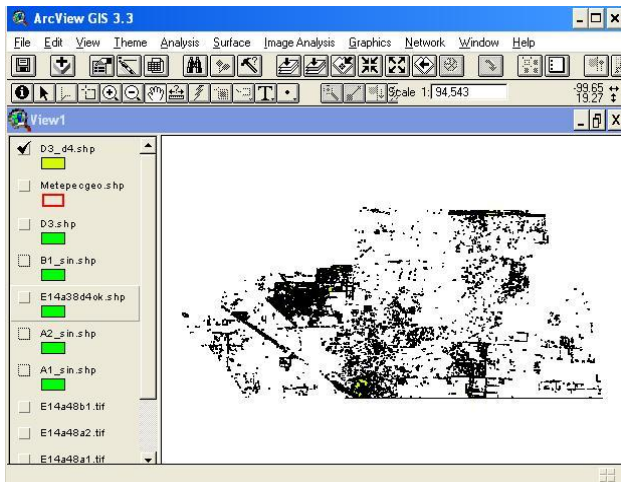 ArcView GIS 3.3
File Edit View Theme Analysis Surface Image Analysis Graphics Network Window Help
T Scale 1: 94,543 -99.65
19.27
View1
D3_d4.shp
Metepecgeo.shp
D3.shp
B1_sin.shp
E14a38d4ok.shp
A2_sin.shp
A1_sin.shp
E14a48b1.tif
E14a48a2.tif
E14a48a1.tif